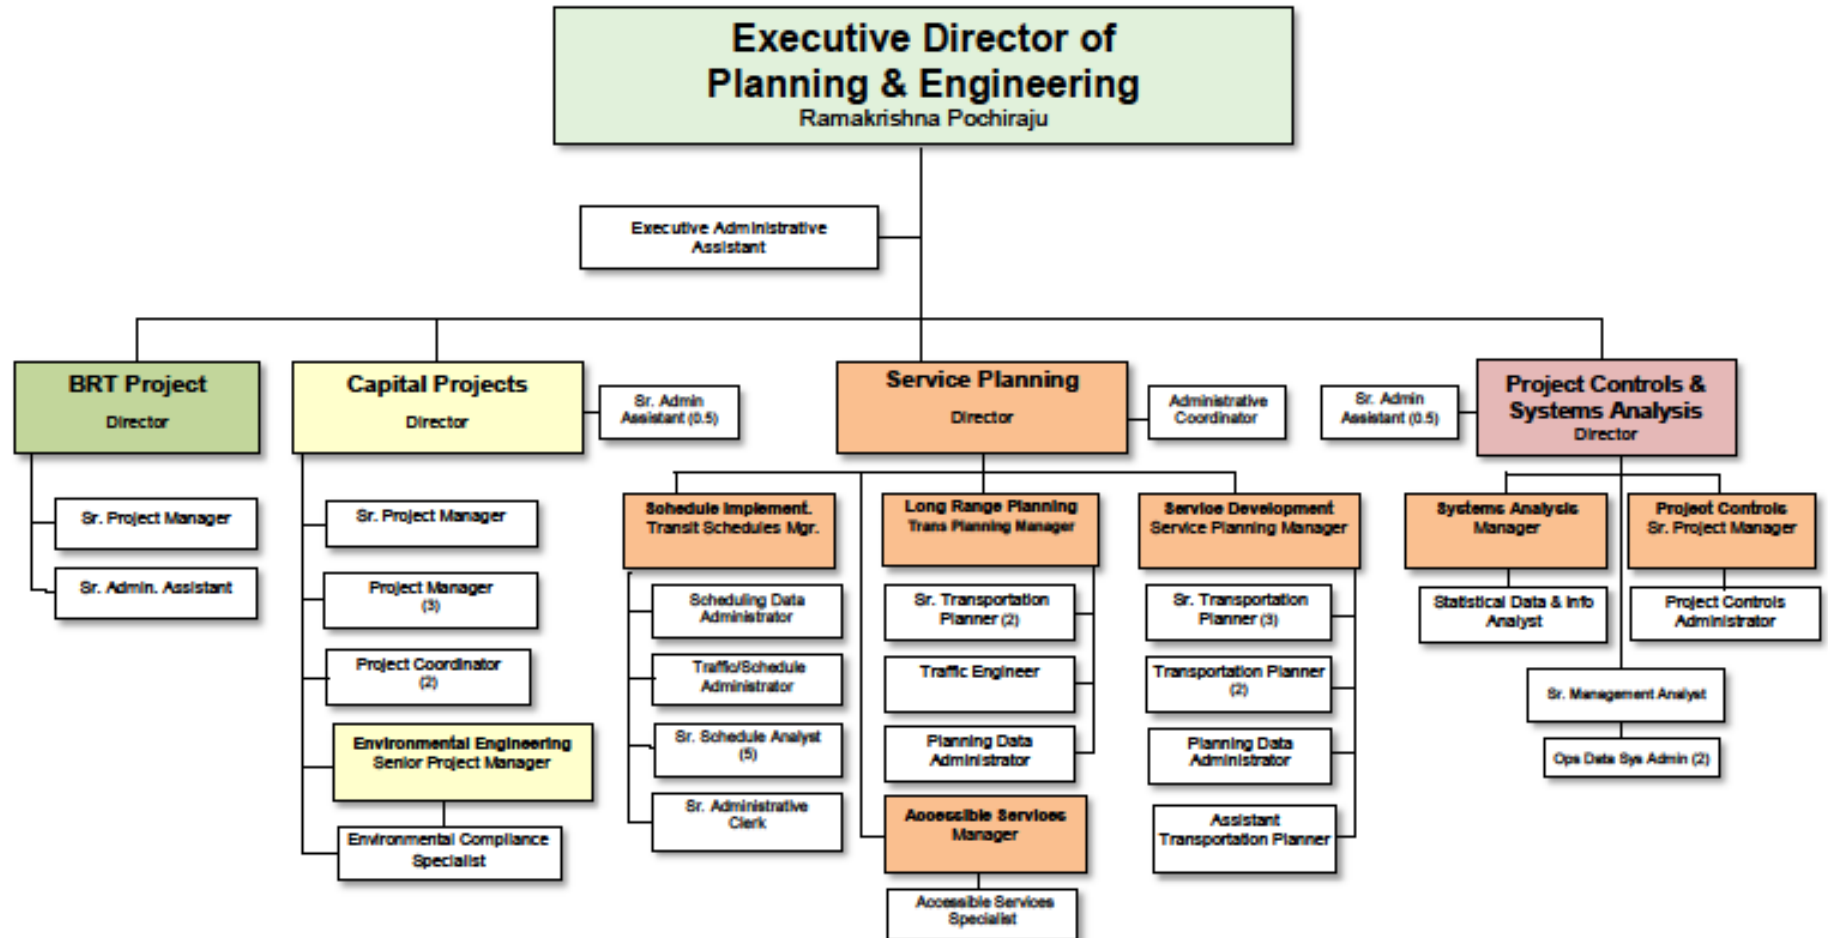 Executive Director of
Planning & Engineering
Ramakrishna Pochiraju
Executive Administrative
Assistant
BRT Project
Director
Capital Projects
Director
Sr. Admin
Assistant (0.5)
Service Planning
Director
Administrative
Coordinator
Sr. Admin
Assistant (0.5)
Project Controls &
Systems Analysis
Director
Sr. Project Manager
Sr. Admin. Assistant
Sr. Project Manager
Project Manager
(3)
Project Coordinator
(2)
Environmental Engineering
Senior Project Manager
Environmental Compliance
Specialist
Schedule Implement.
Transit Schedules Mgr.
Scheduling Data
Administrator
Traffic/Schedule
Administrator
Sr. Schedule Analyst
(5)
Sr. Administrative
Clerk
Long Range Planning
Trans Planning Manager
Sr. Transportation
Planner (2)
Traffic Engineer
Planning Data
Administrator
Accessible Services
Manager
Accessible Services
Specialist
Service Development
Service Planning Manager
Sr. Transportation
Planner (3)
Transportation Planner
(2)
Planning Data
Administrator
Assistant
Transportation Planner
Systems Analysis
Manager
Statistical Data & Info
Analyst
Project Controls
Sr. Project Manager
Project Controls
Administrator
Sr. Management Analyst
Ops Data Sys Admin (2)